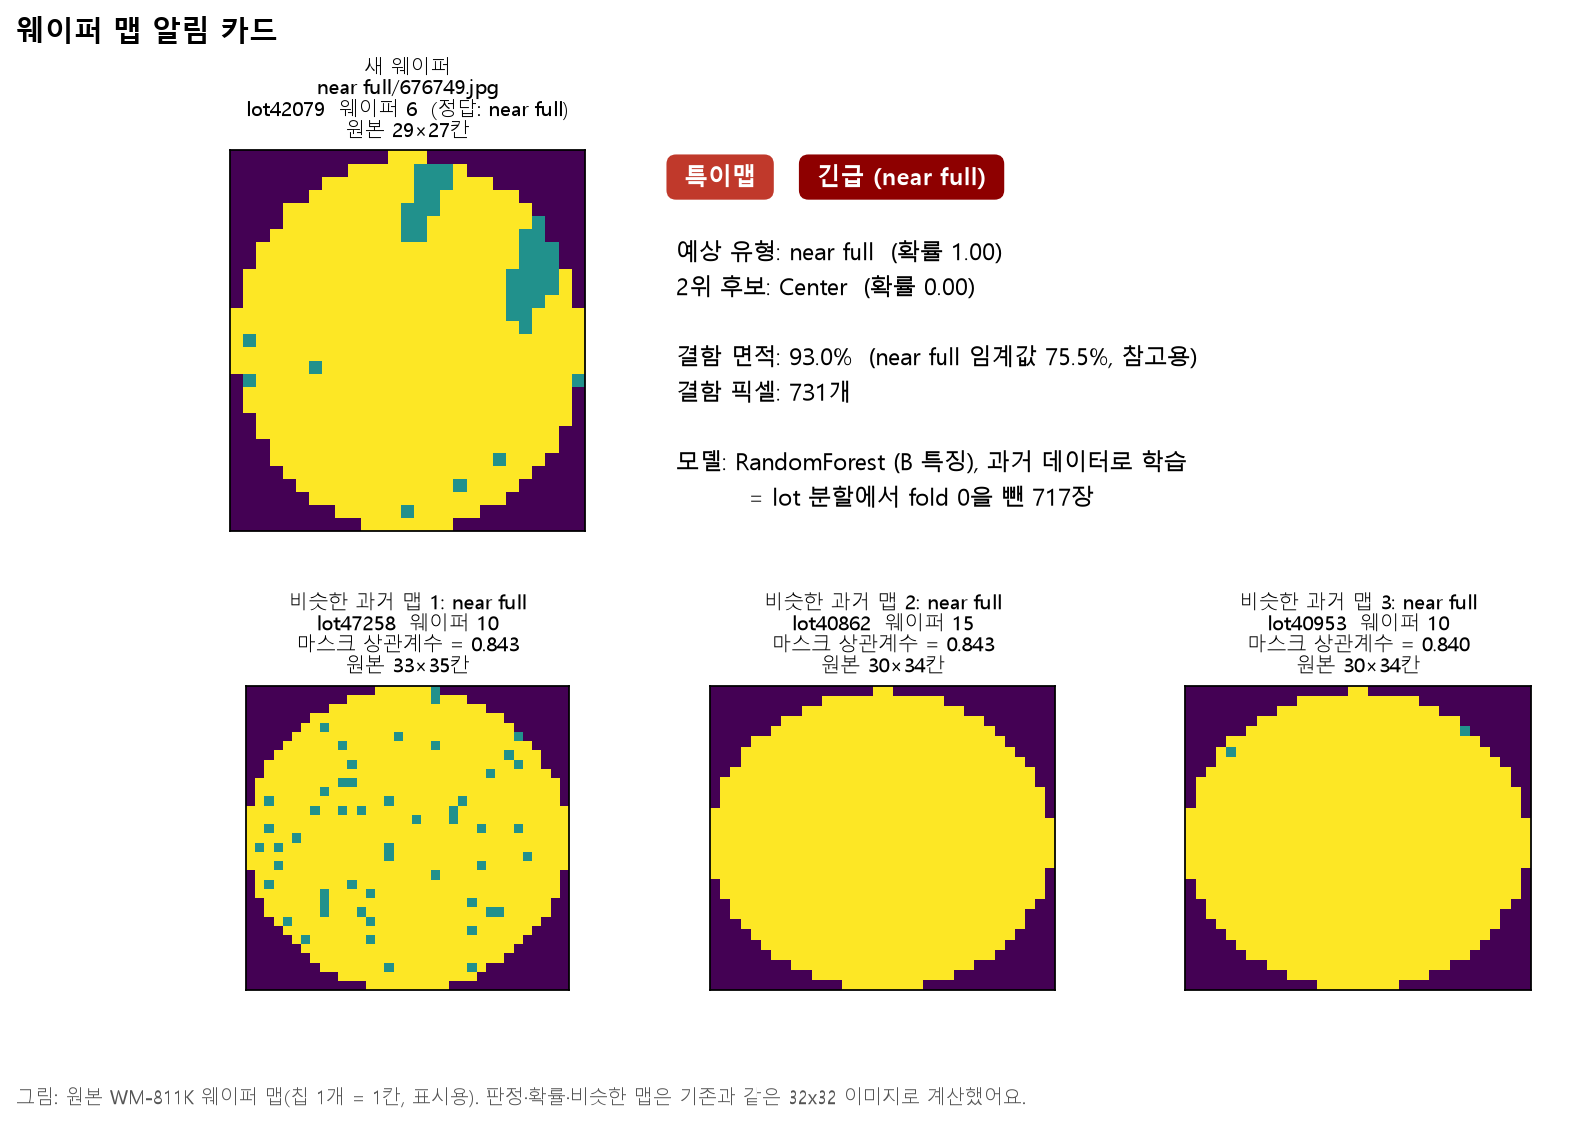 웨이퍼 맵 알림 카드
새 웨이퍼
near full/676749.jpg
lot42079 웨이퍼 6 (정답: near full)
원본 29×27칸
특이맵
긴급 (near full)
예상 유형: near full (확률 1.00)
2위 후보: Center (확률 0.00)
결함 면적: 93.0% (near full 임계값 75.5%, 참고용)
결함 픽셀: 731개
모델: RandomForest (B 특징), 과거 데이터로 학습
= lot 분할에서 fold 0을 뺀 717장
비슷한 과거 맵 1: near full
lot47258 웨이퍼 10
마스크 상관계수 = 0.843
원본 33×35칸
비슷한 과거 맵 2: near full
lot40862 웨이퍼 15
마스크 상관계수 = 0.843
원본 30×34칸
비슷한 과거 맵 3: near full
lot40953 웨이퍼 10
마스크 상관계수 = 0.840
원본 30×34칸
그림: 원본 WM-811K 웨이퍼 맵(칩 1개 = 1칸, 표시용). 판정·확률·비슷한 맵은 기존과 같은 32x32 이미지로 계산했어요.